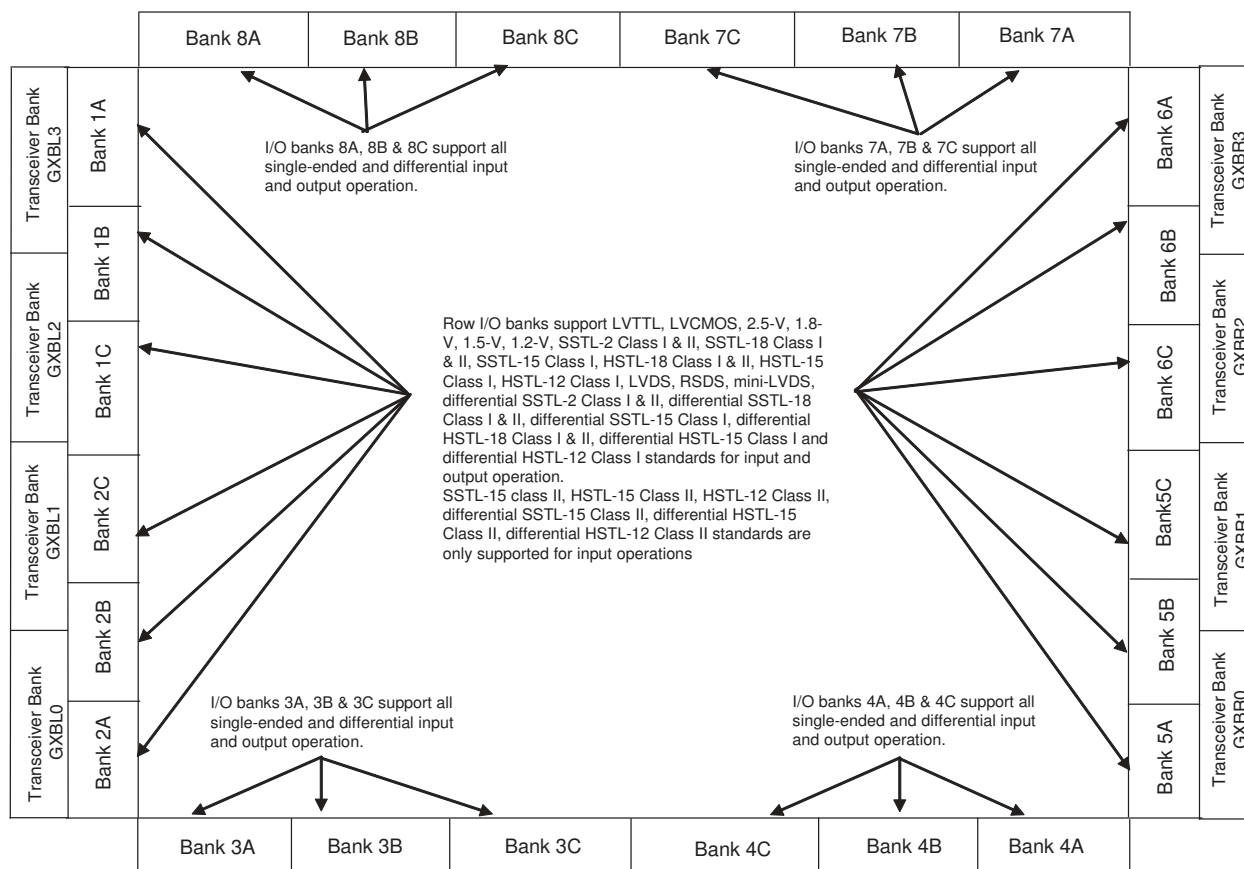 Bank 8A
Bank 8B
Bank 8C
Bank 7C
Bank 7B
Bank 7A
Transceiver Bank
GXBL3
Transceiver Bank
GXBL2
Transceiver Bank
GXBL1
Transceiver Bank
GXBL0
Bank 1A
Bank 1B
Bank 1C
Bank 2C
Bank 2B
Bank 2A
I/O banks 8A, 8B & 8C support all
single-ended and differential input
and output operation.
I/O banks 7A, 7B & 7C support all
single-ended and differential input
and output operation.
Row I/O banks support LVTTL, LVCMOS, 2.5-V, 1.8-
V, 1.5-V, 1.2-V, SSTL-2 Class I & II, SSTL-18 Class I
& II, SSTL-15 Class I, HSTL-18 Class I & II, HSTL-15
Class I, HSTL-12 Class I, LVDS, RSDS, mini-LVDS,
differential SSTL-2 Class I & II, differential SSTL-18
Class I & II, differential SSTL-15 Class I, differential
HSTL-18 Class I & II, differential HSTL-15 Class I and
differential HSTL-12 Class I standards for input and
output operation.
SSTL-15 class II, HSTL-15 Class II, HSTL-12 Class II,
differential SSTL-15 Class II, differential HSTL-15
Class II, differential HSTL-12 Class II standards are
only supported for input operations
I/O banks 3A, 3B & 3C support all
single-ended and differential input
and output operation.
I/O banks 4A, 4B & 4C support all
single-ended and differential input
and output operation.
Bank 6A
Bank 6B
Bank 6C
Bank5C
Bank 5B
Bank 5A
Transceiver Bank
GXBR3
Transceiver Bank
GXBR2
Transceiver Bank
GXBR1
Transceiver Bank
GXBR0
Bank 3A
Bank 3B
Bank 3C
Bank 4C
Bank 4B
Bank 4A